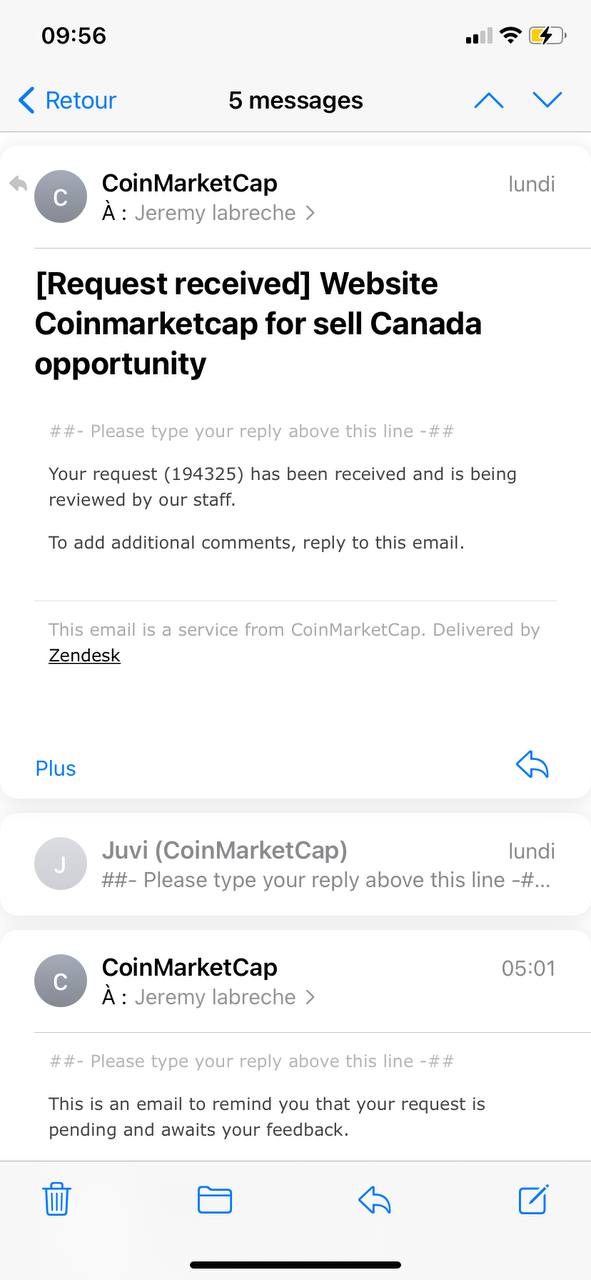 09:56
Retour
5 messages
CoinMarketCap
lundi
C
À : Jeremy labreche
[Request received] Website
Coinmarketcap for sell Canada
opportunity
##- Please type your reply above this line -##
Your request (194325) has been received and is being
reviewed by our staff.
To add additional comments, reply to this email.
This email is a service from CoinMarketCap. Delivered by
Zendesk
Plus
Juvi (CoinMarketCap)
lundi
J
##- Please type your reply above this line -#...
CoinMarketCap
05:01
C
À : Jeremy labreche
##- Please type your reply above this line -##
This is an email to remind you that your request is
pending and awaits your feedback.